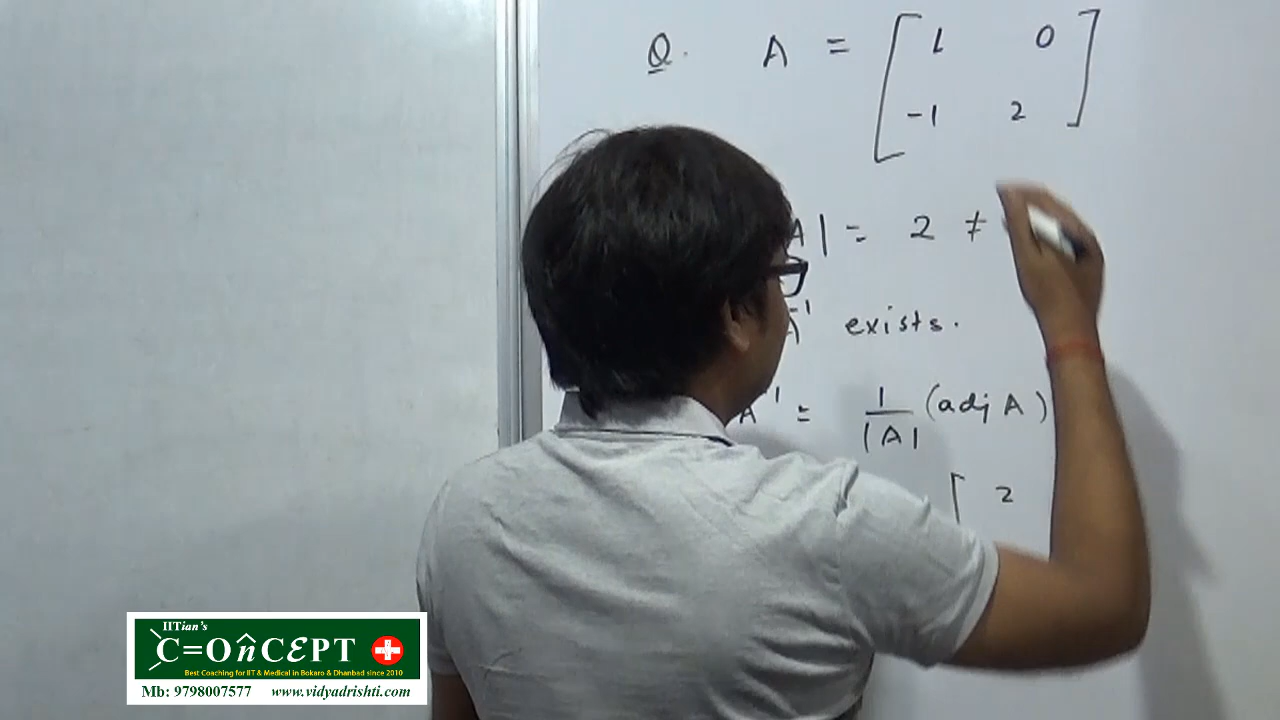 Q. A = [ 1 0
-1 2 ]
A| = 2 ≠
A⁻¹ exists.
A⁻¹ = 1/|A| (adj A)
[ 2
IITian's
C=OnCEPT
Best Coaching for IIT & Medical in Bokaro & Dhanbad since 2010
Mb: 9798007577 www.vidyadrishti.com